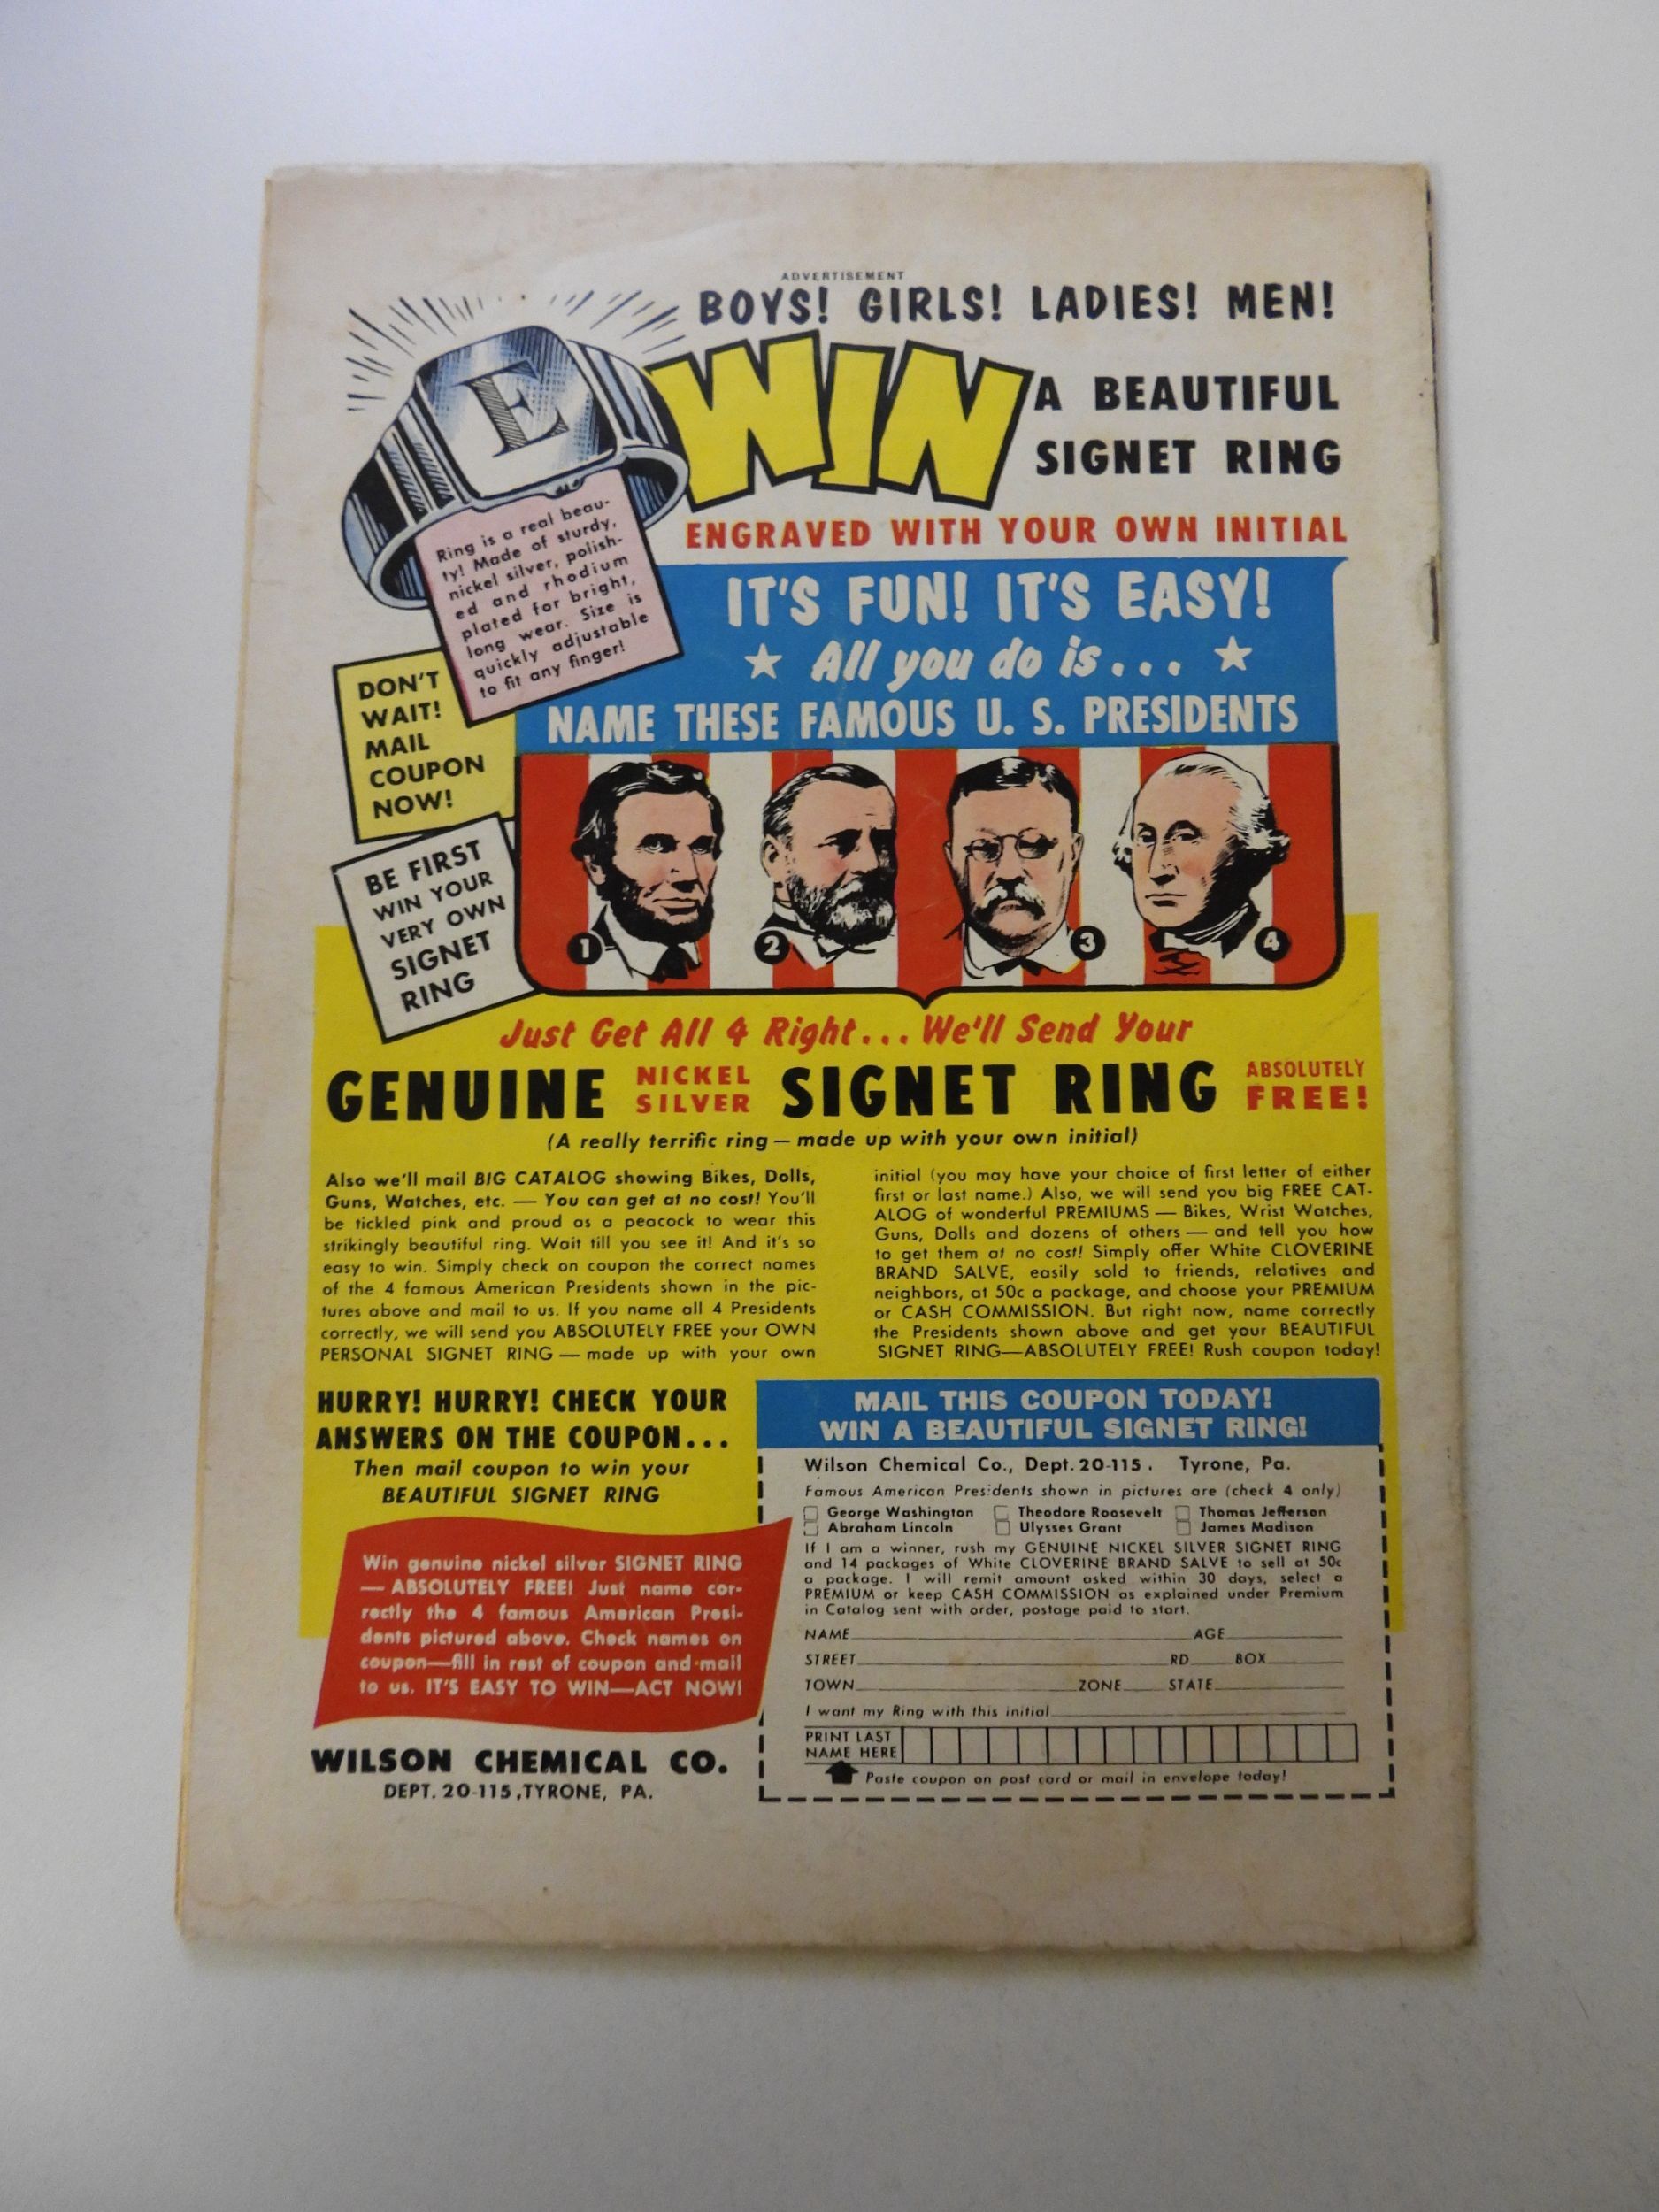 ADVERTISEMENT
BOYS! GIRLS! LADIES! MEN!
WIN
A BEAUTIFUL
SIGNET RING
ENGRAVED WITH YOUR OWN INITIAL
E
Ring is a real beau-
ty! Made of sturdy,
nickel silver, polish-
ed and rhodium
plated for bright,
long wear. Size is
quickly adjustable
to fit any finger!
IT'S FUN! IT'S EASY!
All you do is...
NAME THESE FAMOUS U. S. PRESIDENTS
DON'T
WAIT!
MAIL
COUPON
NOW!
BE FIRST
WIN YOUR
VERY OWN
SIGNET
RING
1
2
3
4
Just Get All 4 Right... We'll Send Your
GENUINE NICKEL SILVER SIGNET RING ABSOLUTELY FREE!
(A really terrific ring — made up with your own initial)
Also we'll mail BIG CATALOG showing Bikes, Dolls,
Guns, Watches, etc. — You can get at no cost! You'll
be tickled pink and proud as a peacock to wear this
strikingly beautiful ring. Wait till you see it! And it's so
easy to win. Simply check on coupon the correct names
of the 4 famous American Presidents shown in the pic-
tures above and mail to us. If you name all 4 Presidents
correctly, we will send you ABSOLUTELY FREE your OWN
PERSONAL SIGNET RING — made up with your own
initial (you may have your choice of first letter of either
first or last name.) Also, we will send you big FREE CAT-
ALOG of wonderful PREMIUMS — Bikes, Wrist Watches,
Guns, Dolls and dozens of others — and tell you how
to get them at no cost! Simply offer White CLOVERINE
BRAND SALVE, easily sold to friends, relatives and
neighbors, at 50c a package, and choose your PREMIUM
or CASH COMMISSION. But right now, name correctly
the Presidents shown above and get your BEAUTIFUL
SIGNET RING—ABSOLUTELY FREE! Rush coupon today!
HURRY! HURRY! CHECK YOUR
ANSWERS ON THE COUPON...
Then mail coupon to win your
BEAUTIFUL SIGNET RING
Win genuine nickel silver SIGNET RING
— ABSOLUTELY FREE! Just name cor-
rectly the 4 famous American Presi-
dents pictured above. Check names on
coupon—fill in rest of coupon and mail
to us. IT'S EASY TO WIN—ACT NOW!
WILSON CHEMICAL CO.
DEPT. 20-115, TYRONE, PA.
MAIL THIS COUPON TODAY!
WIN A BEAUTIFUL SIGNET RING!
Wilson Chemical Co., Dept. 20-115. Tyrone, Pa.
Famous American Presidents shown in pictures are (check 4 only)
George Washington Theodore Roosevelt Thomas Jefferson
Abraham Lincoln Ulysses Grant James Madison
If I am a winner, rush my GENUINE NICKEL SILVER SIGNET RING
and 14 packages of White CLOVERINE BRAND SALVE to sell at 50c
a package. I will remit amount asked within 30 days, select a
PREMIUM or keep CASH COMMISSION as explained under Premium
in Catalog sent with order, postage paid to start.
NAME AGE
STREET RD BOX
TOWN ZONE STATE
I want my Ring with this initial
PRINT LAST
NAME HERE
Paste coupon on post card or mail in envelope today!